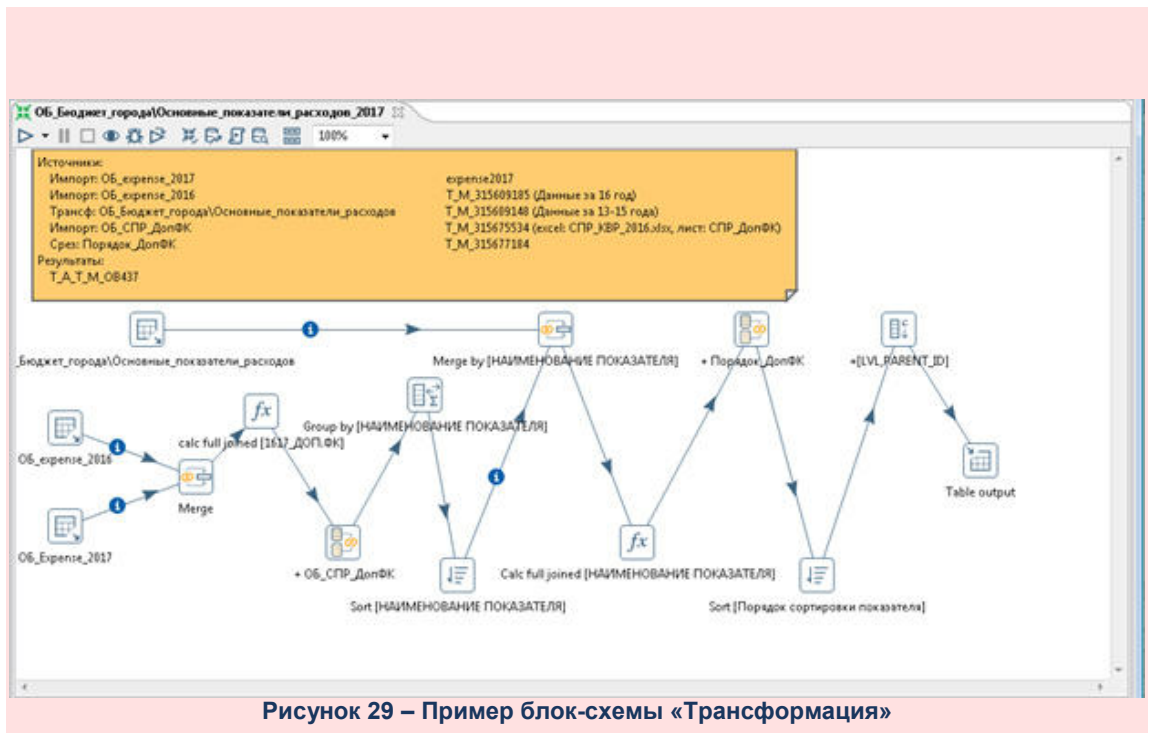 ОБ_Бюджет_города\Основные_показатели_расходов_2017
100%
Источники:
Импорт: ОБ_expense_2017 expense2017
Импорт: ОБ_expense_2016 T_M_315609185 (Данные за 16 год)
Трансф: ОБ_Бюджет_города\Основные_показатели_расходов T_M_315609148 (Данные за 13-15 года)
Импорт: ОБ_СПР_ДопФК T_M_315675534 (excel: СПР_КВР_2016.xlsx, лист: СПР_ДопФК)
Срез: Порядок_ДопФК T_M_315677184
Результаты:
T_A_T_M_OB437
_Бюджет_города\Основные_показатели_расходов
Merge by [НАИМЕНОВАНИЕ ПОКАЗАТЕЛЯ]
+ Порядок_ДопФК
+[LVL_PARENT_ID]
Group by [НАИМЕНОВАНИЕ ПОКАЗАТЕЛЯ]
calc full joined [1617_ДОП.ФК]
ОБ_expense_2016
Merge
Table output
ОБ_Expense_2017
+ ОБ_СПР_ДопФК
Calc full joined [НАИМЕНОВАНИЕ ПОКАЗАТЕЛЯ]
Sort [НАИМЕНОВАНИЕ ПОКАЗАТЕЛЯ]
Sort [Порядок сортировки показателя]
Рисунок 29 – Пример блок-схемы «Трансформация»